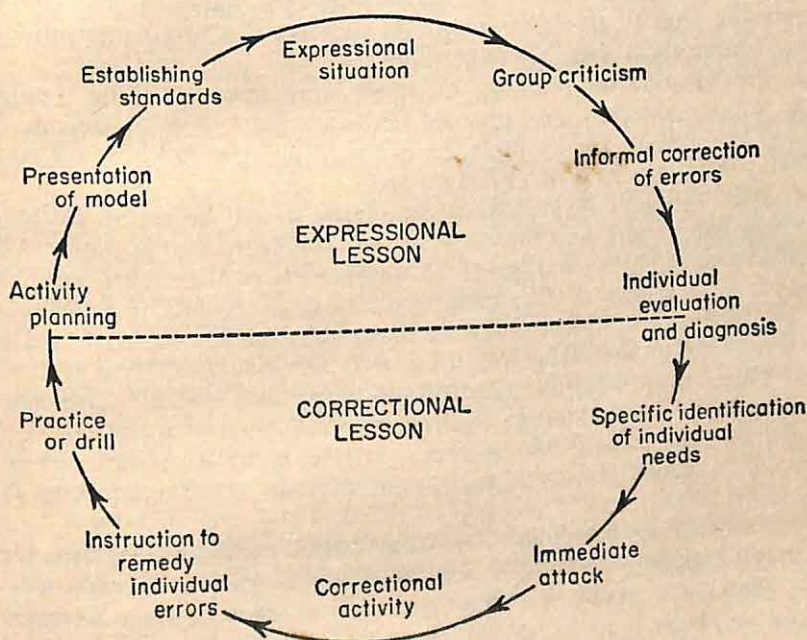 Expressional
situation
Group criticism
Informal correction
of errors
Individual
evaluation
and diagnosis
Specific identification
of individual
needs
Immediate
attack
Correctional
activity
Instruction to
remedy
individual
errors
Practice
or drill
Activity
planning
Presentation
of model
Establishing
standards
EXPRESSIONAL
LESSON
CORRECTIONAL
LESSON